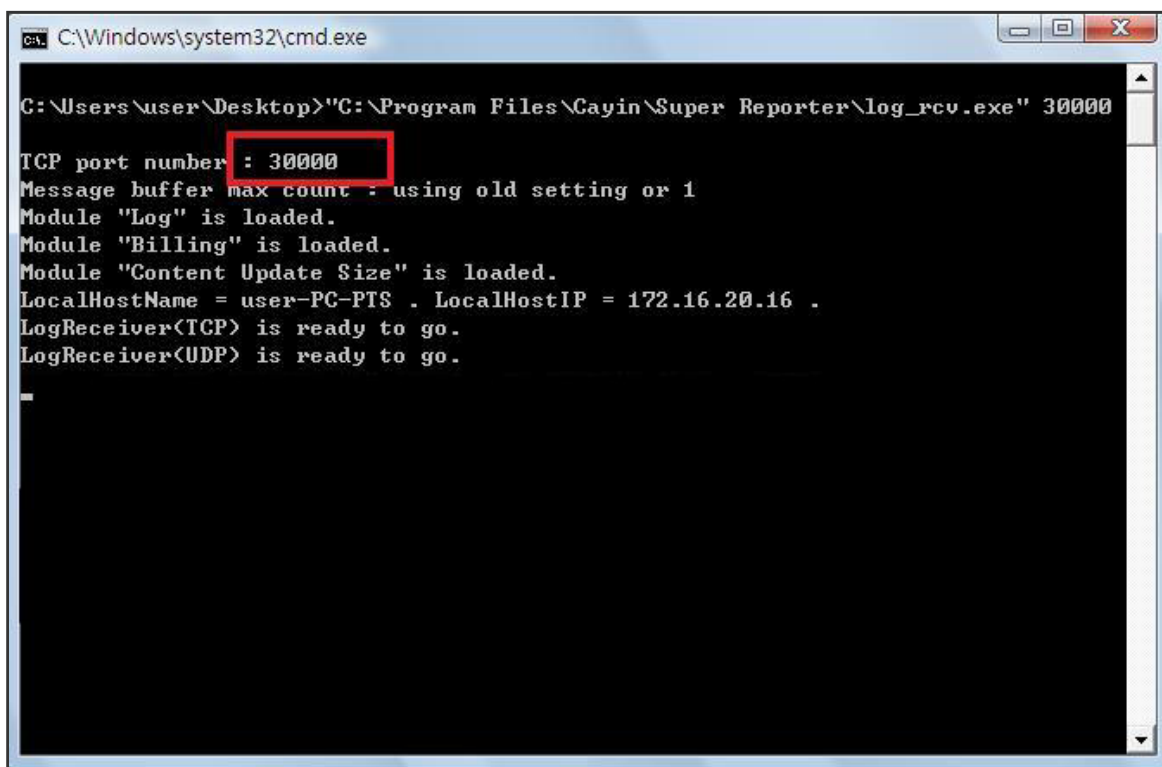 C:\Windows\system32\cmd.exe
C:\Users\user\Desktop>"C:\Program Files\Cayin\Super Reporter\log_rcv.exe" 30000
TCP port number : 30000
Message buffer max count : using old setting or 1
Module "Log" is loaded.
Module "Billing" is loaded.
Module "Content Update Size" is loaded.
LocalHostName = user-PC-PTS . LocalHostIP = 172.16.20.16 .
LogReceiver(TCP) is ready to go.
LogReceiver(UDP) is ready to go.